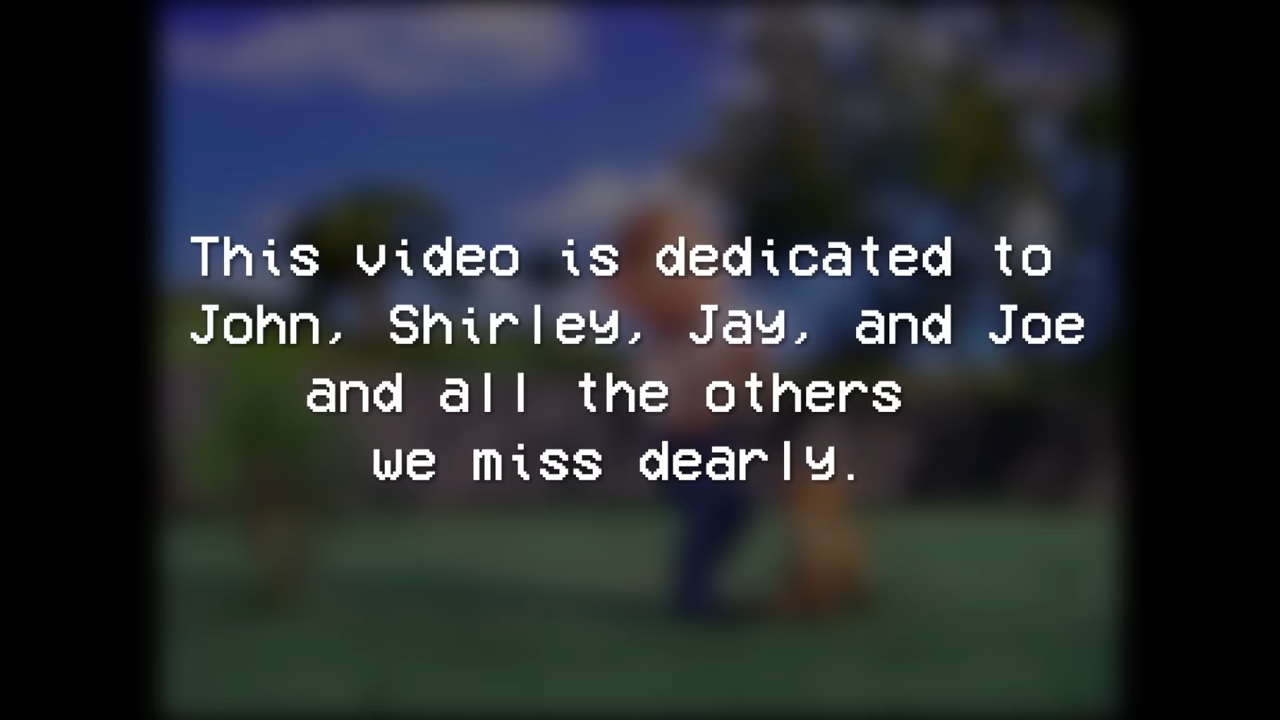 This video is dedicated to
John, Shirley, Jay, and Joe
and all the others
we miss dearly.